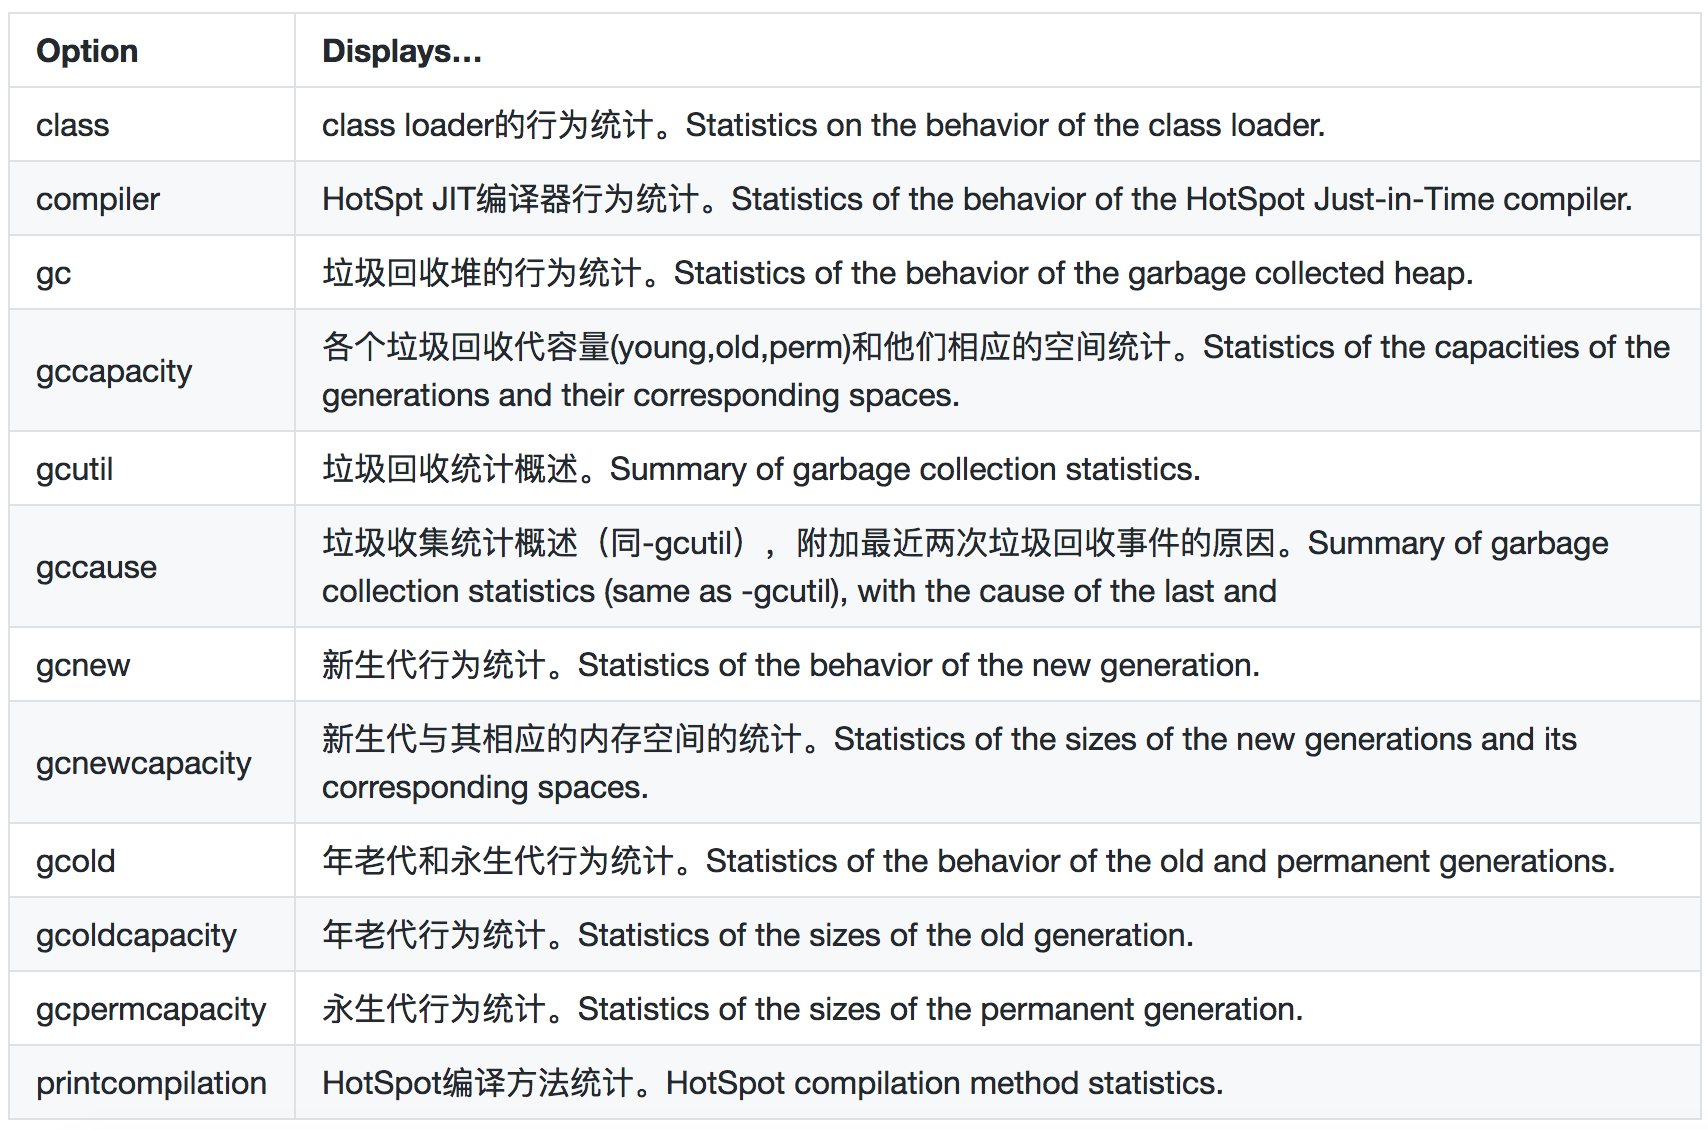 Option Displays...
class class loader的行为统计。Statistics on the behavior of the class loader.
compiler HotSpt JIT编译器行为统计。Statistics of the behavior of the HotSpot Just-in-Time compiler.
gc 垃圾回收堆的行为统计。Statistics of the behavior of the garbage collected heap.
gccapacity 各个垃圾回收代容量(young,old,perm)和他们相应的空间统计。Statistics of the capacities of the
generations and their corresponding spaces.
gcutil 垃圾回收统计概述。Summary of garbage collection statistics.
gccause 垃圾收集统计概述（同-gcutil），附加最近两次垃圾回收事件的原因。Summary of garbage
collection statistics (same as -gcutil), with the cause of the last and
gcnew 新生代行为统计。Statistics of the behavior of the new generation.
gcnewcapacity 新生代与其相应的内存空间的统计。Statistics of the sizes of the new generations and its
corresponding spaces.
gcold 年老代和永生代行为统计。Statistics of the behavior of the old and permanent generations.
gcoldcapacity 年老代行为统计。Statistics of the sizes of the old generation.
gcpermcapacity 永生代行为统计。Statistics of the sizes of the permanent generation.
printcompilation HotSpot编译方法统计。HotSpot compilation method statistics.